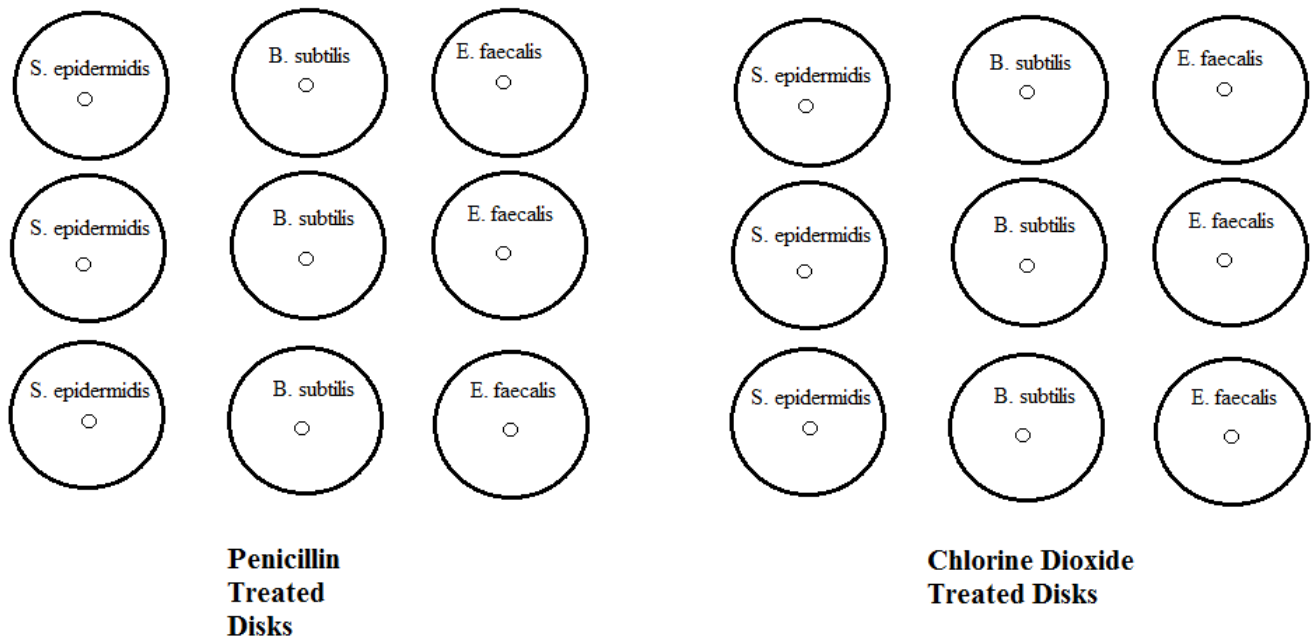 S. epidermidis B. subtilis E. faecalis
S. epidermidis B. subtilis E. faecalis
S. epidermidis B. subtilis E. faecalis
Penicillin
Treated
Disks
S. epidermidis B. subtilis E. faecalis
S. epidermidis B. subtilis E. faecalis
S. epidermidis B. subtilis E. faecalis
Chlorine Dioxide
Treated Disks